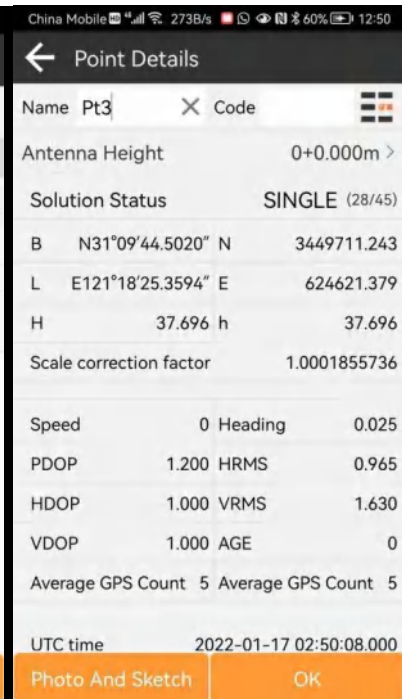 China Mobile 273B/s 60% 12:50
Point Details
Name Pt3 Code
Antenna Height 0+0.000m >
Solution Status SINGLE (28/45)
B N31°09'44.5020" N 3449711.243
L E121°18'25.3594" E 624621.379
H 37.696 h 37.696
Scale correction factor 1.0001855736
Speed 0 Heading 0.025
PDOP 1.200 HRMS 0.965
HDOP 1.000 VRMS 1.630
VDOP 1.000 AGE 0
Average GPS Count 5 Average GPS Count 5
UTC time 2022-01-17 02:50:08.000
Photo And Sketch OK